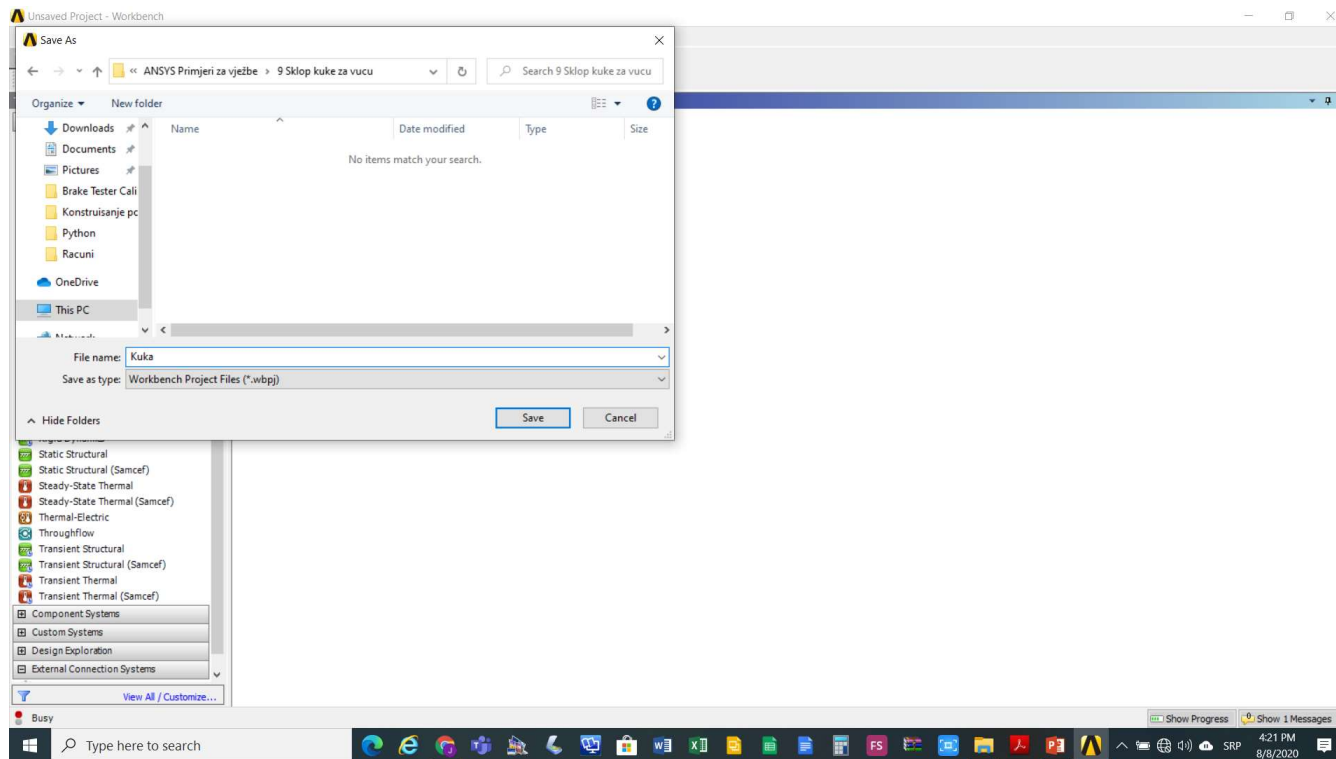 Unsaved Project - Workbench
Save As
« ANSYS Primjeri za vježbe › 9 Sklop kuke za vucu
Search 9 Sklop kuke za vucu
Organize
New folder
Name
Date modified
Type
Size
No items match your search.
Downloads
Documents
Pictures
Brake Tester Cali
Konstruisanje pc
Python
Racuni
OneDrive
This PC
File name: Kuka
Save as type: Workbench Project Files (*.wbpj)
Hide Folders
Save
Cancel
Static Structural
Static Structural (Samcef)
Steady-State Thermal
Steady-State Thermal (Samcef)
Thermal-Electric
Throughflow
Transient Structural
Transient Structural (Samcef)
Transient Thermal
Transient Thermal (Samcef)
Component Systems
Custom Systems
Design Exploration
External Connection Systems
View All / Customize...
Busy
Show Progress
Show 1 Messages
Type here to search
FS
SRP
4:21 PM
8/8/2020